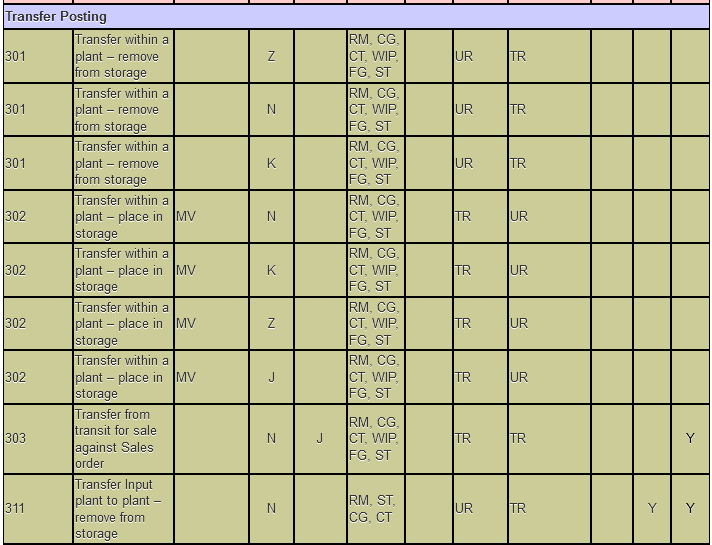 Transfer Posting
301 Transfer within a plant – remove from storage Z RM, CG, CT, WIP, FG, ST UR TR
301 Transfer within a plant – remove from storage N RM, CG, CT, WIP, FG, ST UR TR
301 Transfer within a plant – remove from storage K RM, CG, CT, WIP, FG, ST UR TR
302 Transfer within a plant – place in storage MV N RM, CG, CT, WIP, FG, ST TR UR
302 Transfer within a plant – place in storage MV K RM, CG, CT, WIP, FG, ST TR UR
302 Transfer within a plant – place in storage MV Z RM, CG, CT, WIP, FG, ST TR UR
302 Transfer within a plant – place in storage MV J RM, CG, CT, WIP, FG, ST TR UR
303 Transfer from transit for sale against Sales order N J RM, CG, CT, WIP, FG, ST TR TR Y
311 Transfer Input plant to plant – remove from storage N RM, ST, CG, CT UR TR Y Y